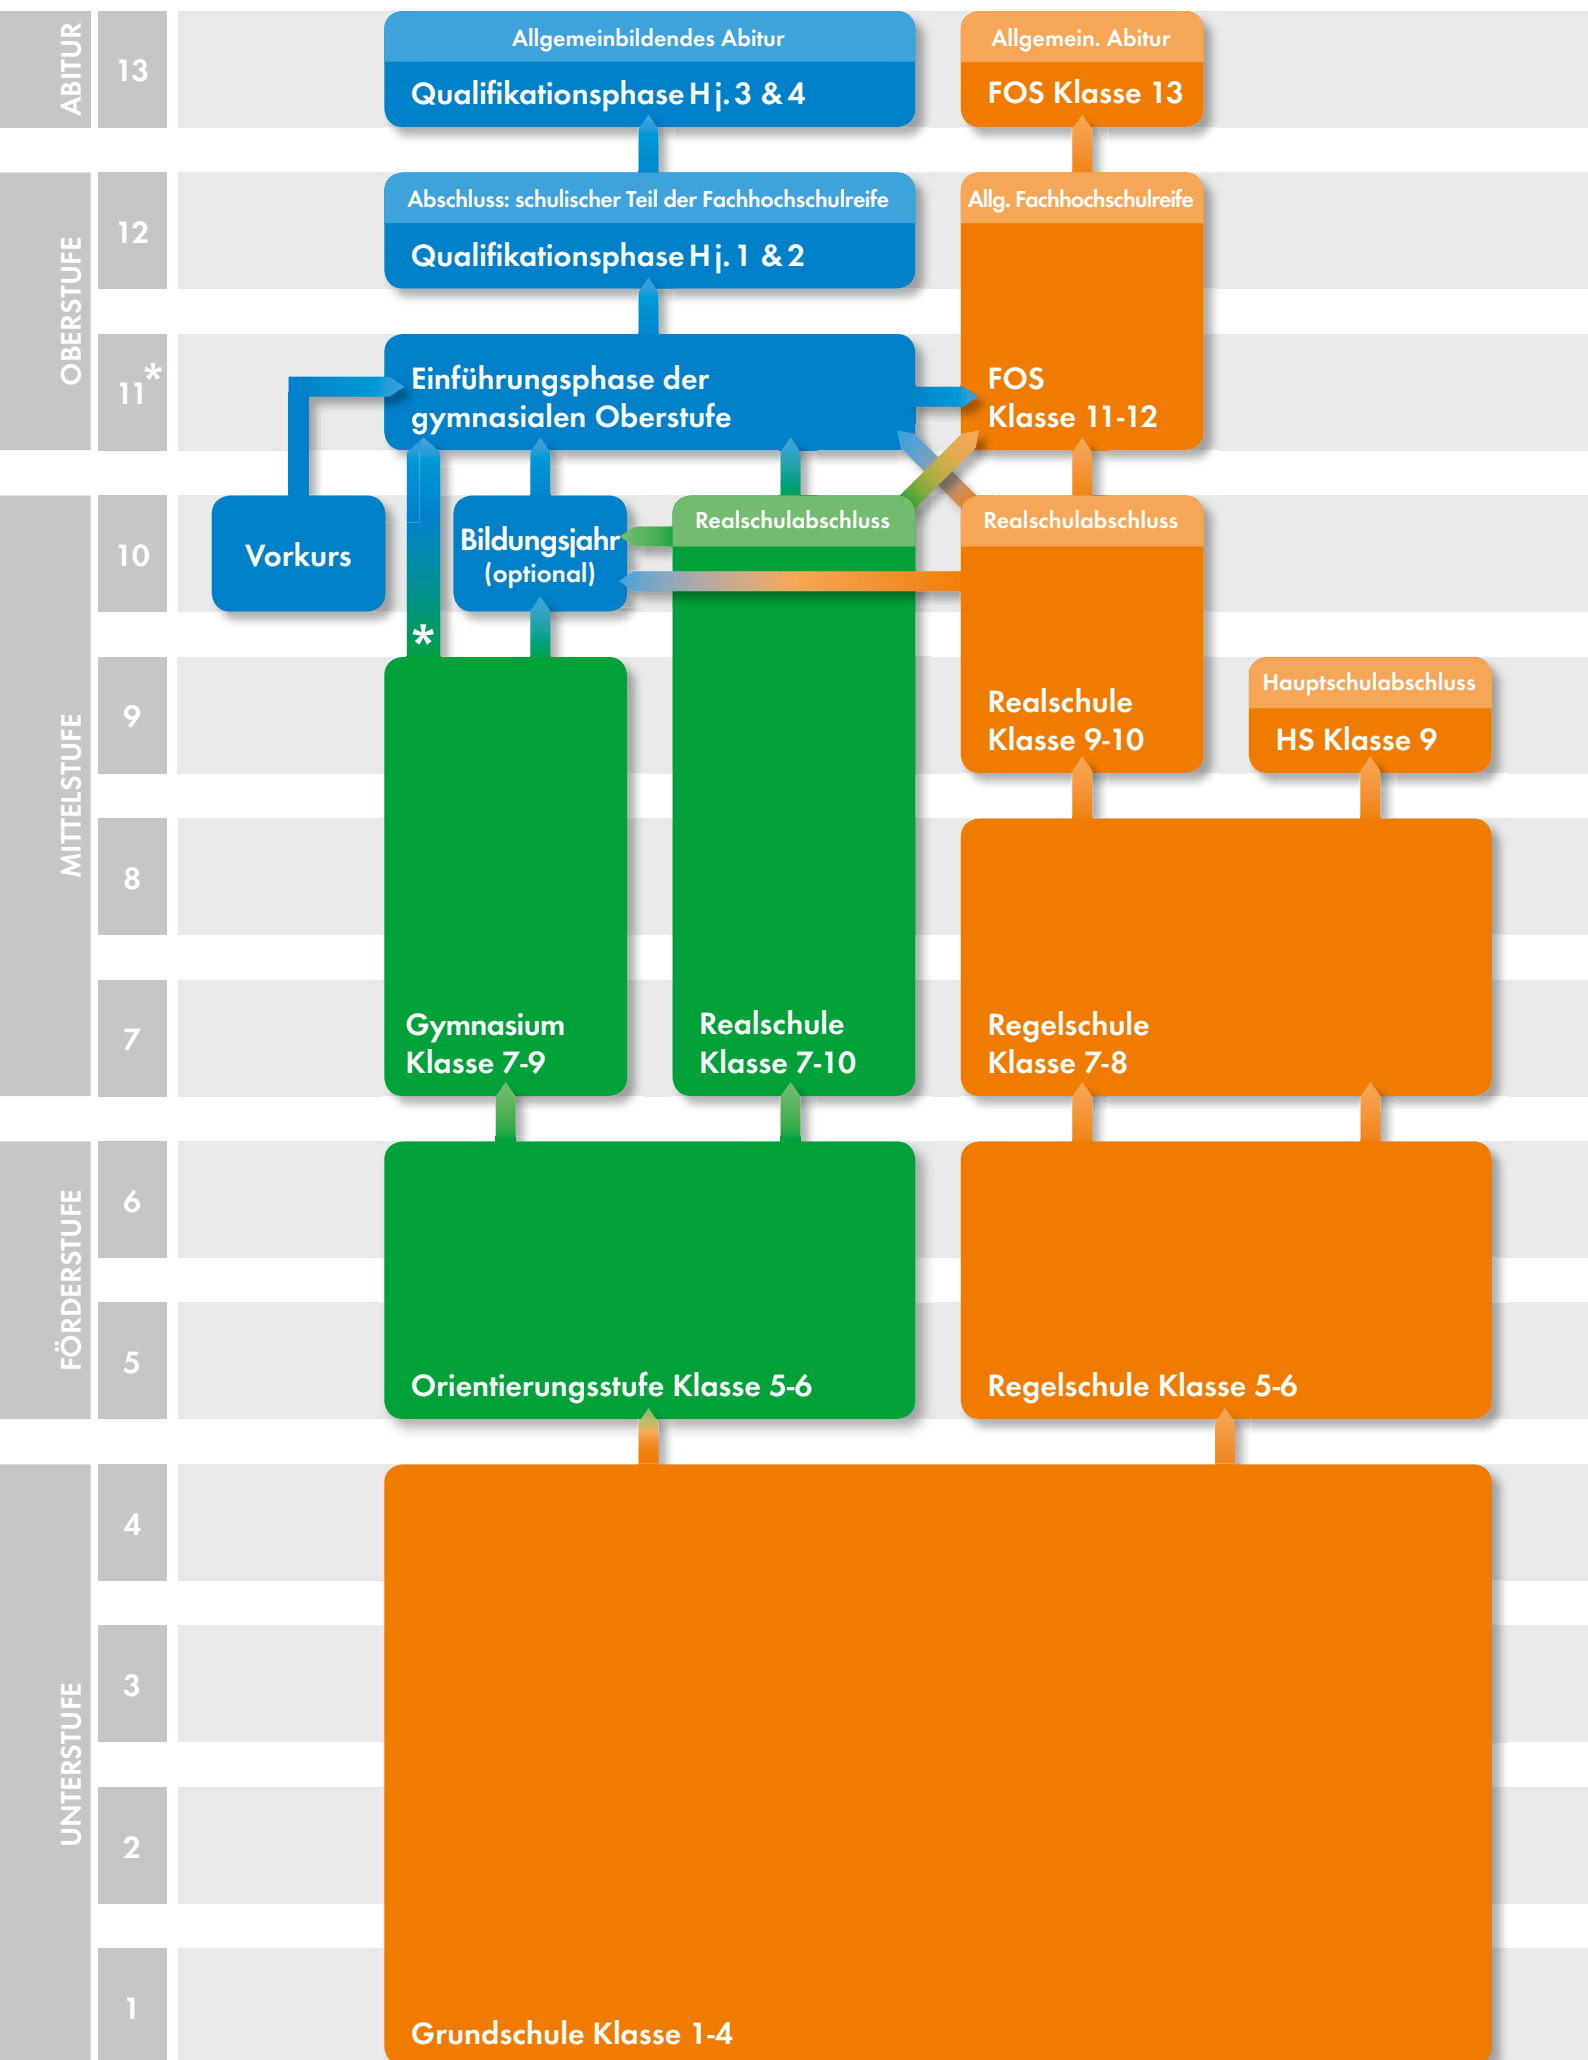 ABITUR
13
Allgemeinbildendes Abitur
Qualifikationsphase Hj. 3 & 4
Allgemein. Abitur
FOS Klasse 13
OBERSTUFE
12
Abschluss: schulischer Teil der Fachhochschulreife
Qualifikationsphase Hj. 1 & 2
Allg. Fachhochschulreife
11*
Einführungsphase der
gymnasialen Oberstufe
FOS
Klasse 11-12
MITTELSTUFE
10
Vorkurs
Bildungsjahr
(optional)
Realschulabschluss
Realschulabschluss
*
9
Realschule
Klasse 9-10
Hauptschulabschluss
HS Klasse 9
8
7
Gymnasium
Klasse 7-9
Realschule
Klasse 7-10
Regelschule
Klasse 7-8
FÖRDERSTUFE
6
5
Orientierungsstufe Klasse 5-6
Regelschule Klasse 5-6
UNTERSTUFE
4
3
2
1
Grundschule Klasse 1-4